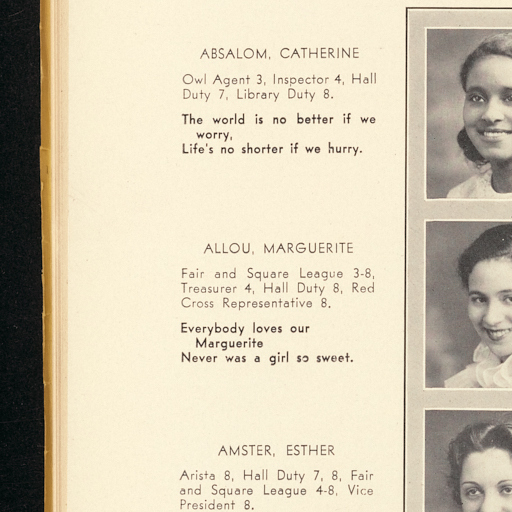 ABSALOM, CATHERINE
Owl Agent 3, Inspector 4, Hall
Duty 7, Library Duty 8.
The world is no better if we
worry,
Life's no shorter if we hurry.
ALLOU, MARGUERITE
Fair and Square League 3-8,
Treasurer 4, Hall Duty 8, Red
Cross Representative 8.
Everybody loves our
Marguerite
Never was a girl so sweet.
AMSTER, ESTHER
Arista 8, Hall Duty 7, 8, Fair
and Square League 4-8, Vice
President 8.